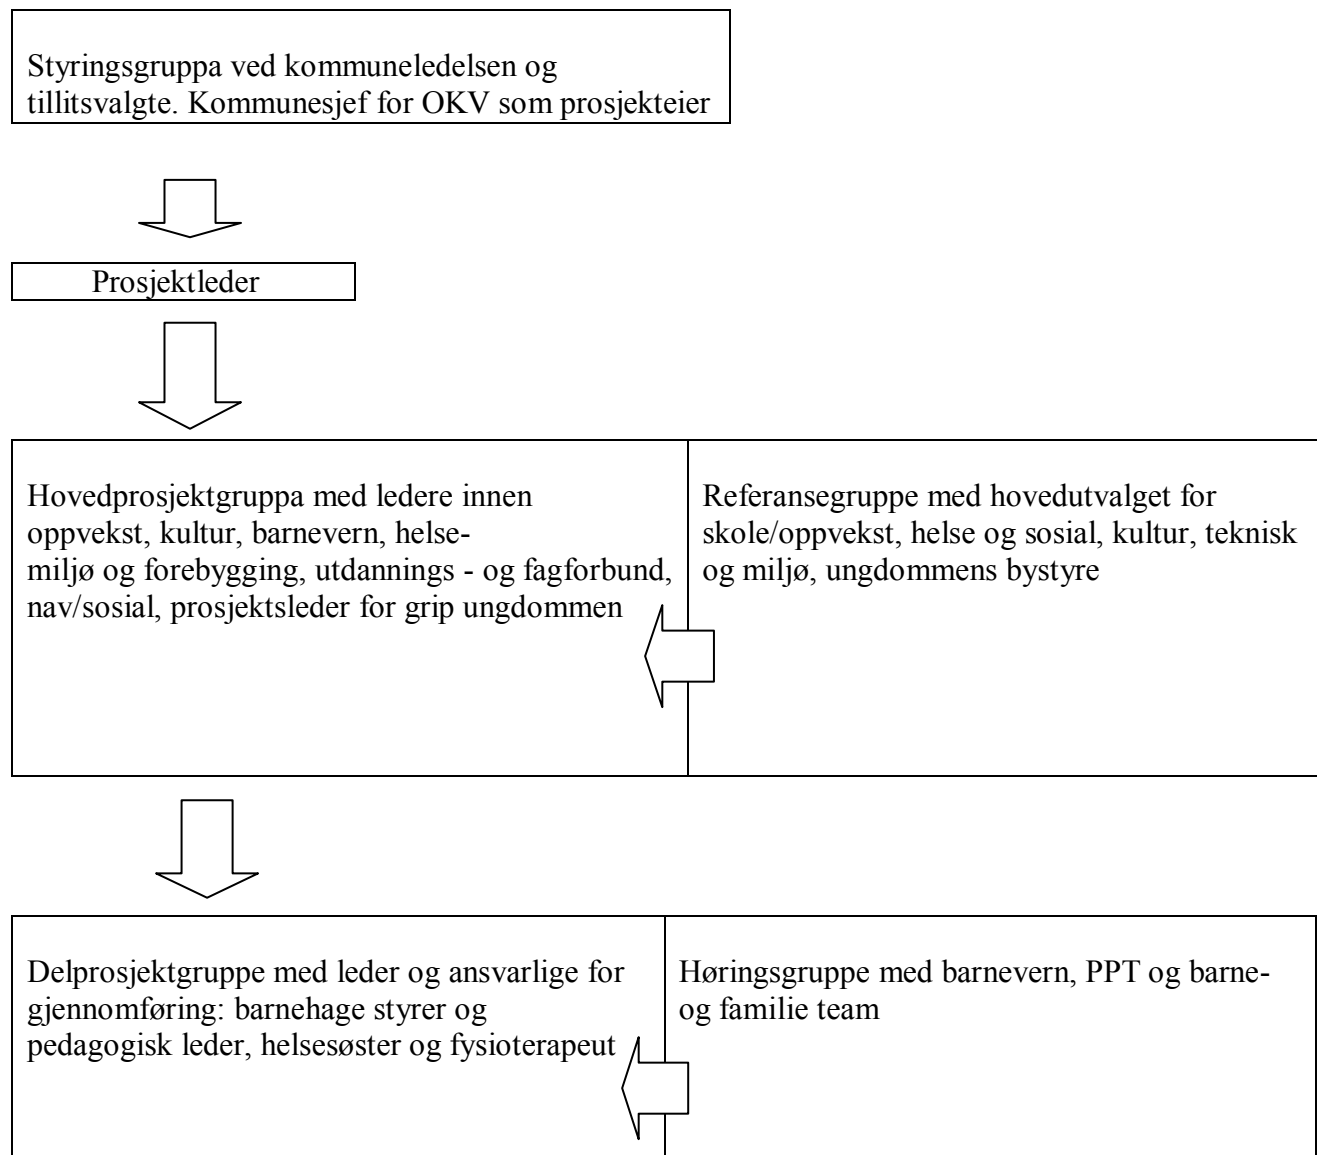 Styringsgruppa ved kommuneledelsen og
tillitsvalgte. Kommunesjef for OKV som prosjekteier
Prosjektleder
Hovedprosjektgruppa med ledere innen
oppvekst, kultur, barnevern, helse-
miljø og forebygging, utdannings - og fagforbund,
nav/sosial, prosjektsleder for grip ungdommen
Referansegruppe med hovedutvalget for
skole/oppvekst, helse og sosial, kultur, teknisk
og miljø, ungdommens bystyre
Delprosjektgruppe med leder og ansvarlige for
gjennomføring: barnehage styrer og
pedagogisk leder, helsesøster og fysioterapeut
Høringsgruppe med barnevern, PPT og barne-
og familie team